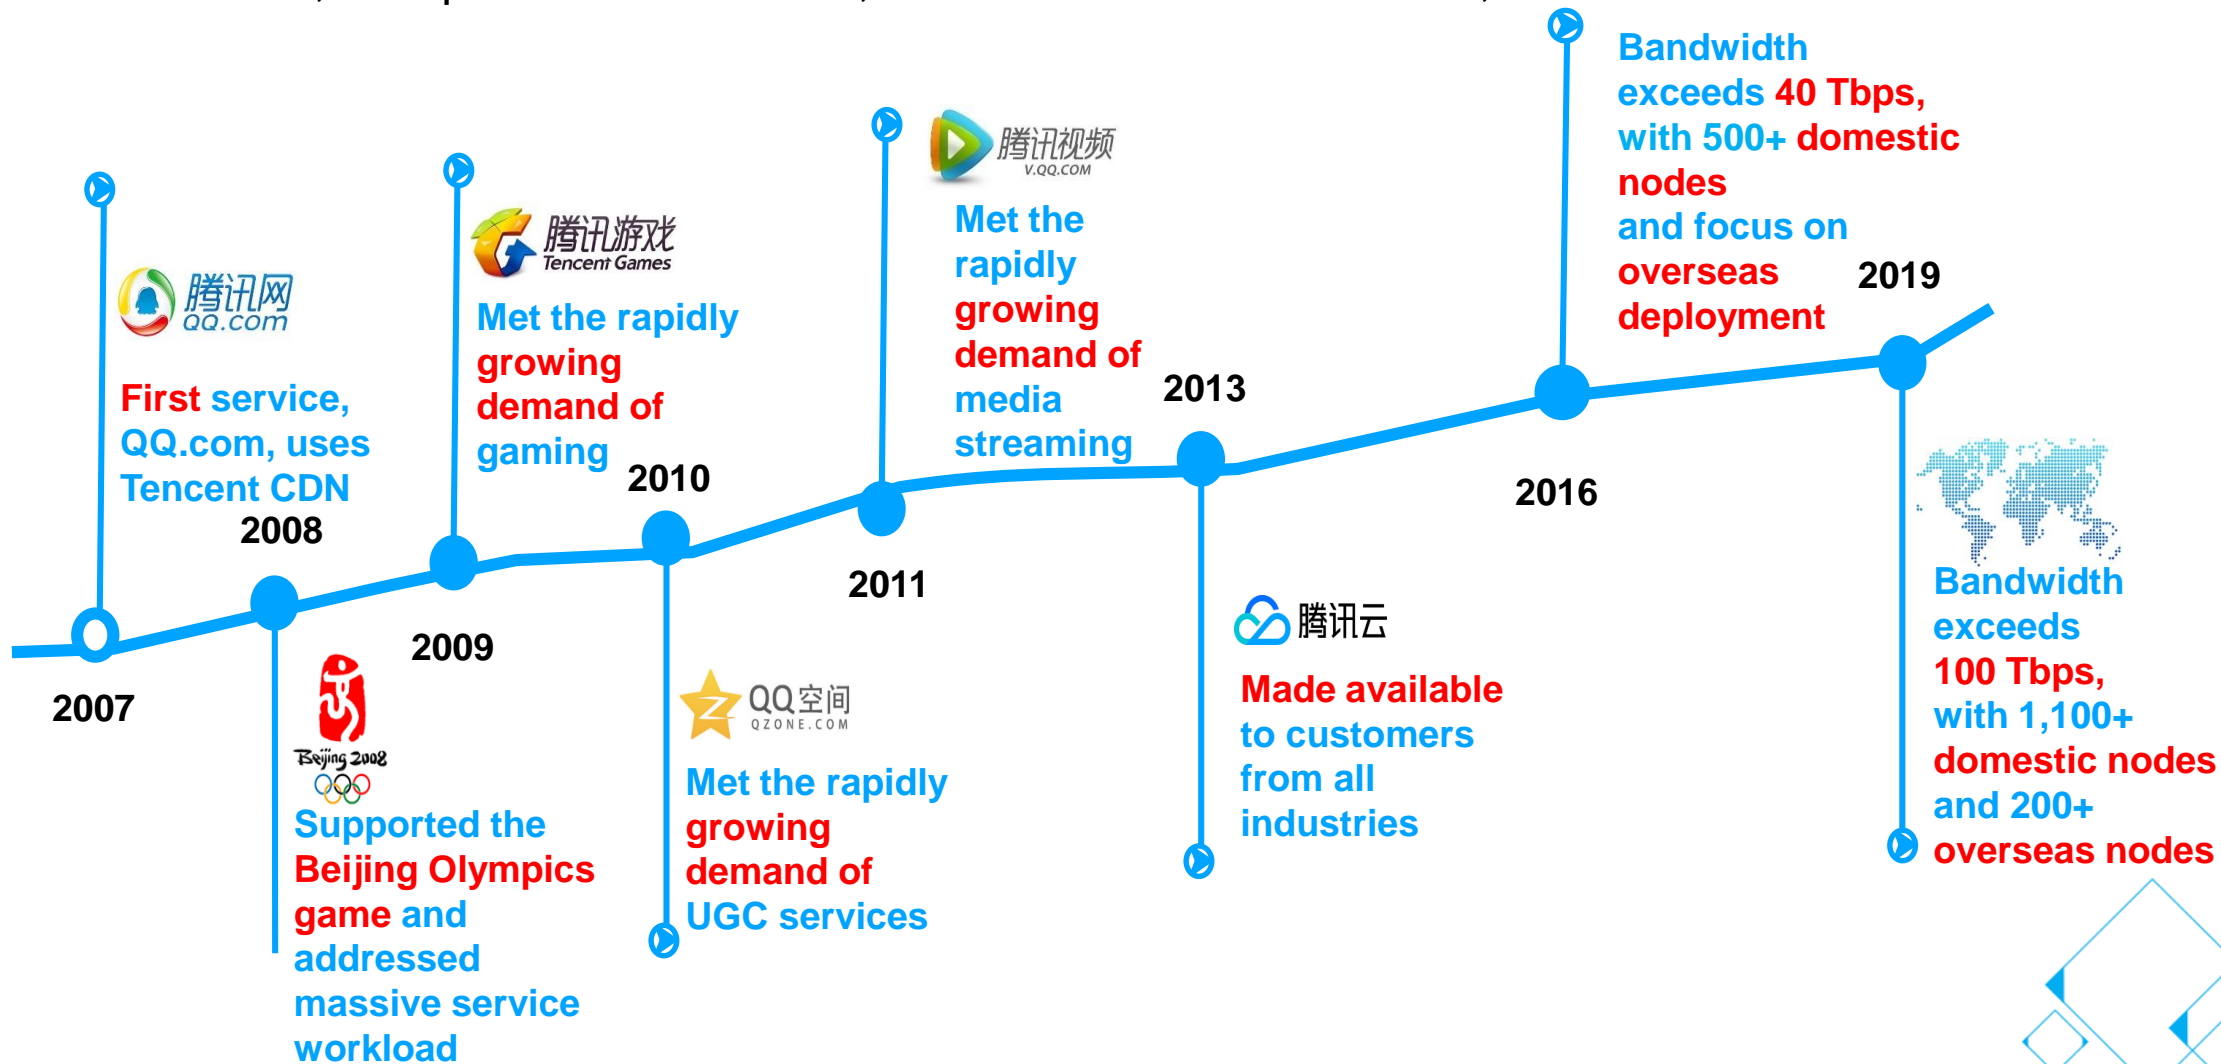 腾讯网
QQ.com
First service,
QQ.com, uses
Tencent CDN
2007
2008
Beijing 2008
Supported the
Beijing Olympics
game and
addressed
massive service
workload
腾讯游戏
Tencent Games
Met the rapidly
growing
demand of
gaming
2009
2010
QQ空间
QZONE.COM
Met the rapidly
growing
demand of
UGC services
腾讯视频
V.QQ.COM
Met the
rapidly
growing
demand of
media
streaming
2011
2013
腾讯云
Made available
to customers
from all
industries
Bandwidth
exceeds 40 Tbps,
with 500+ domestic
nodes
and focus on
overseas
deployment
2016
2019
Bandwidth
exceeds
100 Tbps,
with 1,100+
domestic nodes
and 200+
overseas nodes